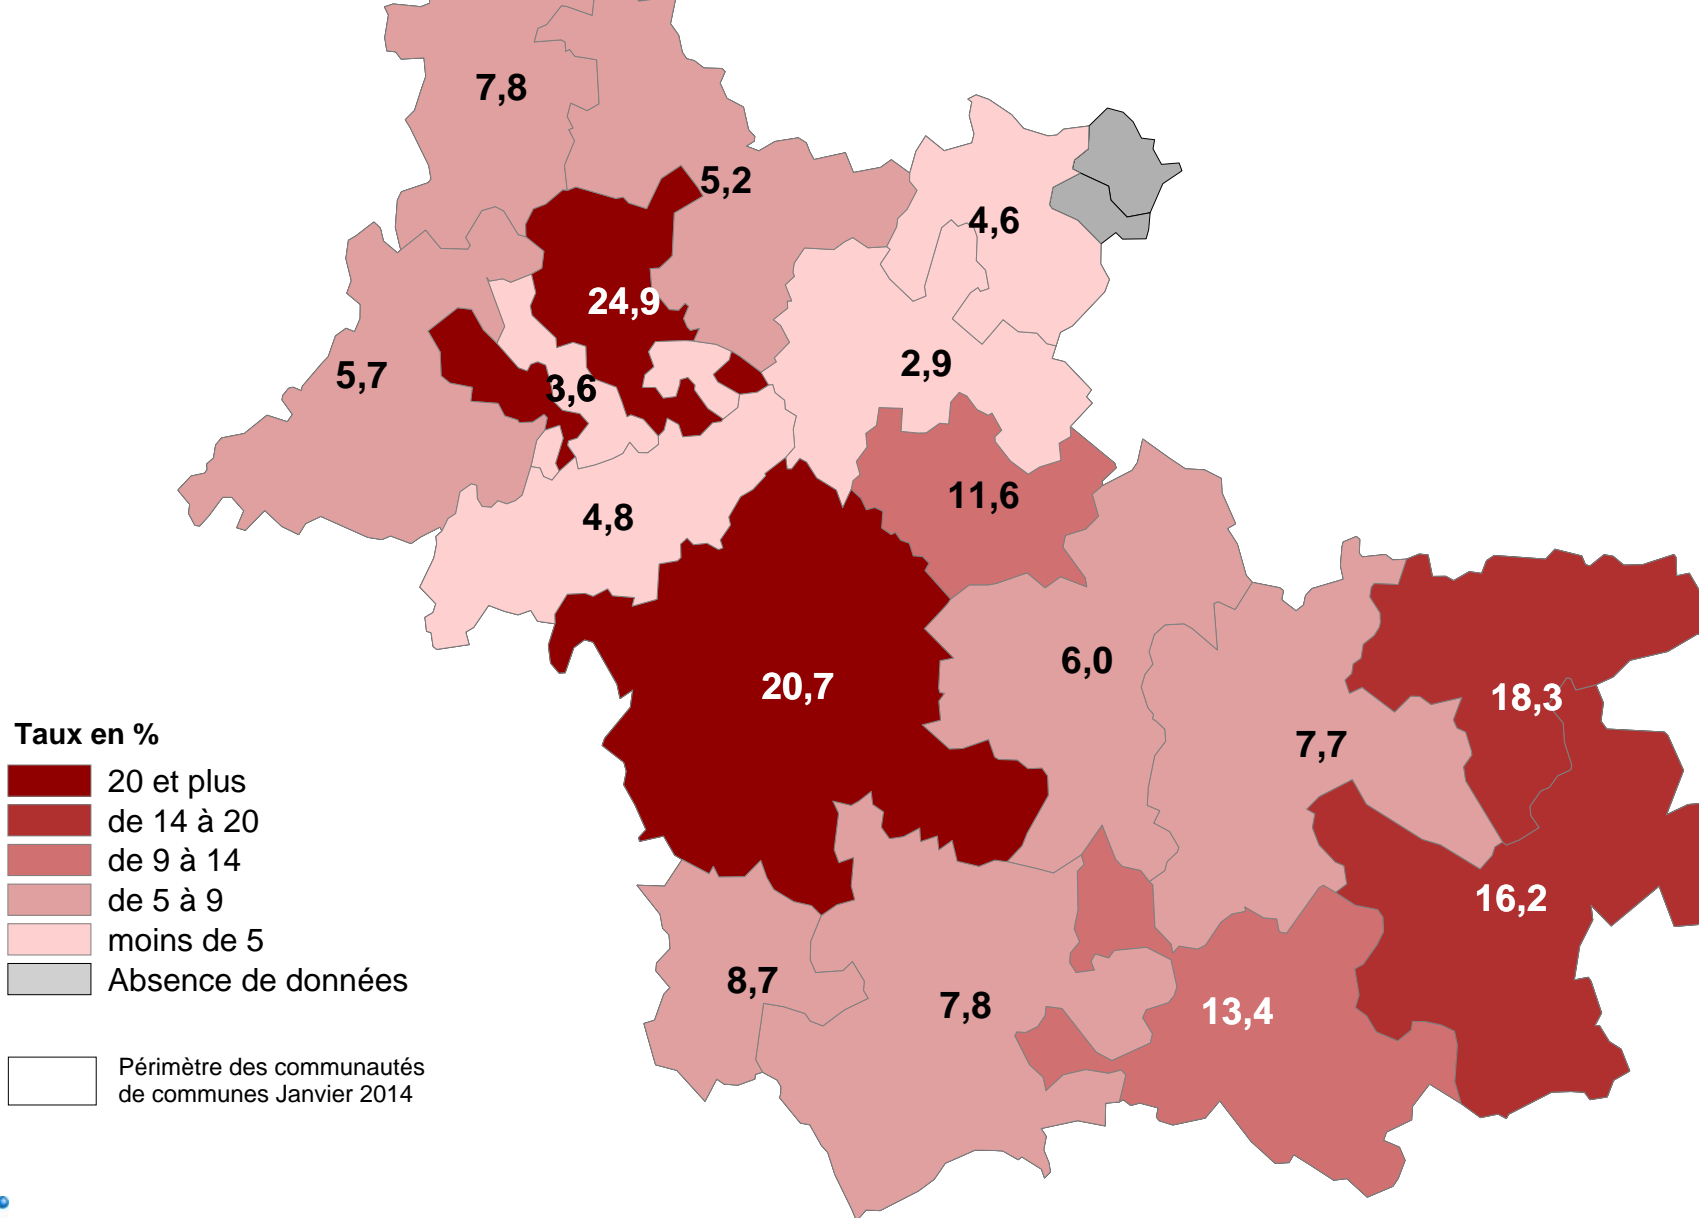 7,8
5,2
4,6
24,9
2,9
5,7
3,6
11,6
4,8
6,0
20,7
18,3
7,7
16,2
8,7
7,8
13,4
Taux en %
20 et plus
de 14 à 20
de 9 à 14
de 5 à 9
moins de 5
Absence de données
Périmètre des communautés
de communes Janvier 2014